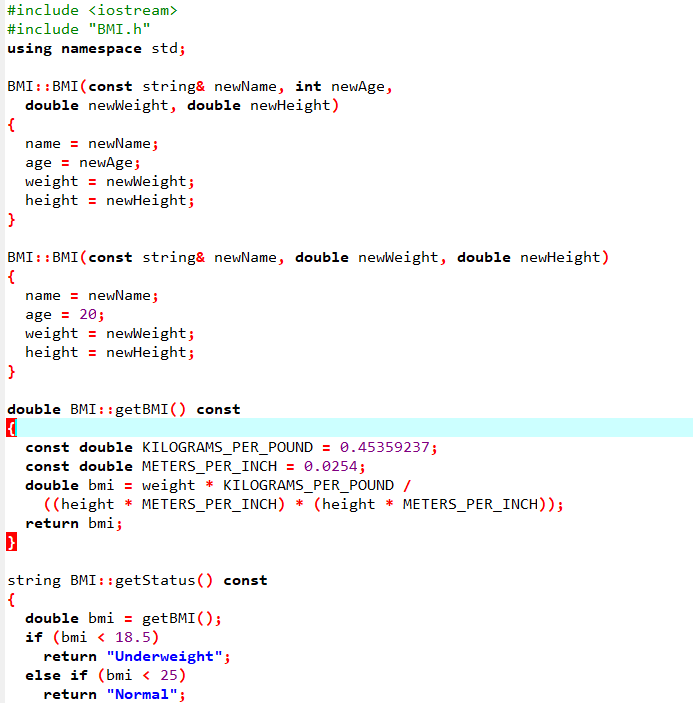 #include <iostream>
#include "BMI.h"
using namespace std;

BMI::BMI(const string& newName, int newAge,
  double newWeight, double newHeight)
{
  name = newName;
  age = newAge;
  weight = newWeight;
  height = newHeight;
}

BMI::BMI(const string& newName, double newWeight, double newHeight)
{
  name = newName;
  age = 20;
  weight = newWeight;
  height = newHeight;
}

double BMI::getBMI() const
{
  const double KILOGRAMS_PER_POUND = 0.45359237;
  const double METERS_PER_INCH = 0.0254;
  double bmi = weight * KILOGRAMS_PER_POUND /
    ((height * METERS_PER_INCH) * (height * METERS_PER_INCH));
  return bmi;
}

string BMI::getStatus() const
{
  double bmi = getBMI();
  if (bmi < 18.5)
    return "Underweight";
  else if (bmi < 25)
    return "Normal";